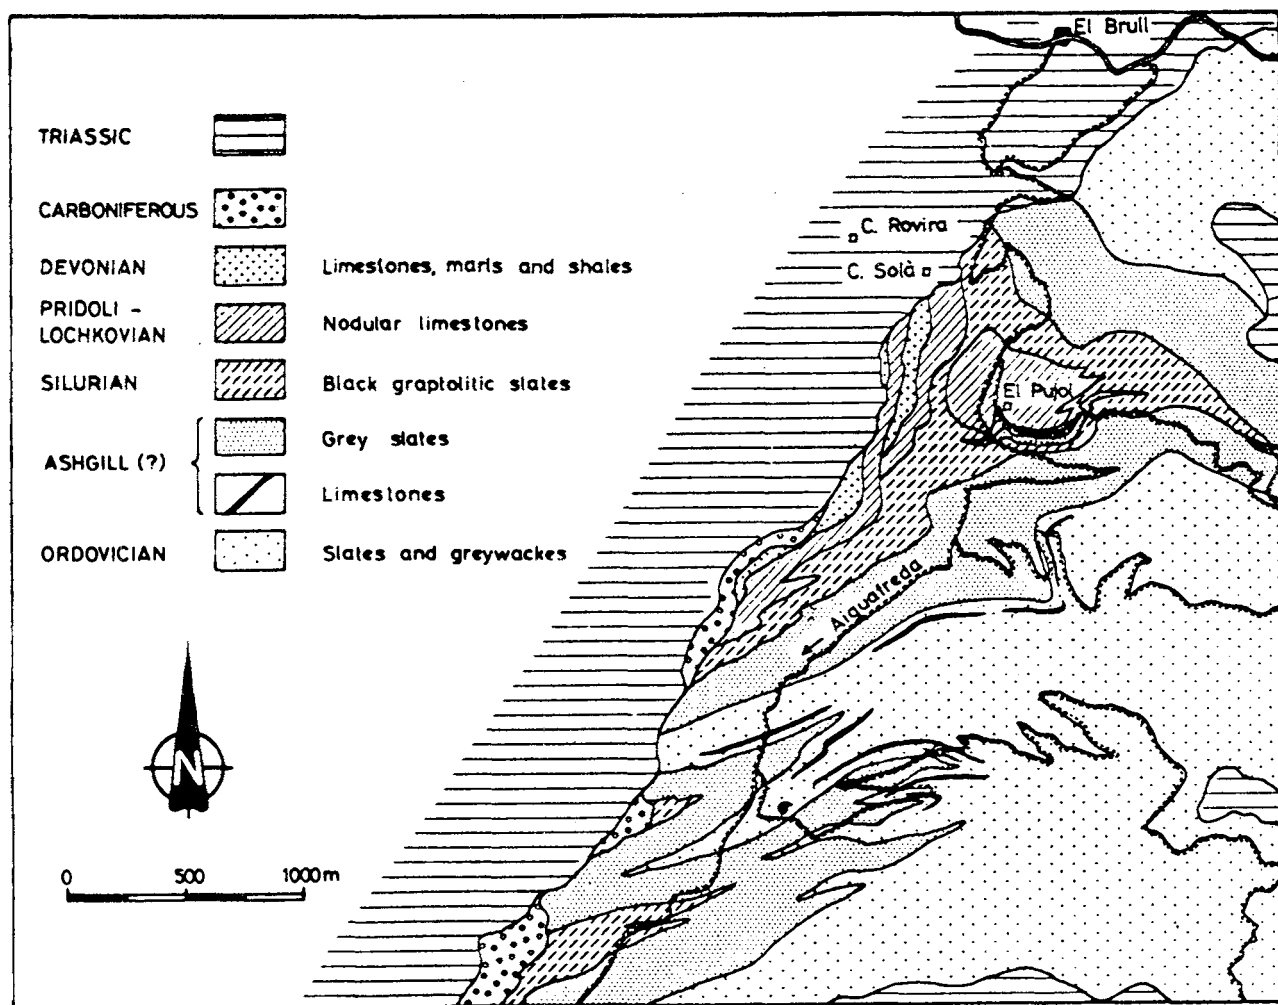 El Brull
TRIASSIC
CARBONIFEROUS
C. Rovira
DEVONIAN Limestones, marls and shales
C. Solà
PRIDOLI -
LOCHKOVIAN Nodular limestones
SILURIAN Black graptolitic slates
El Pujol
Grey slates
ASHGILL (?)
Limestones
ORDOVICIAN Slates and greywackes
Aiguafreda
N
0 500 1000m